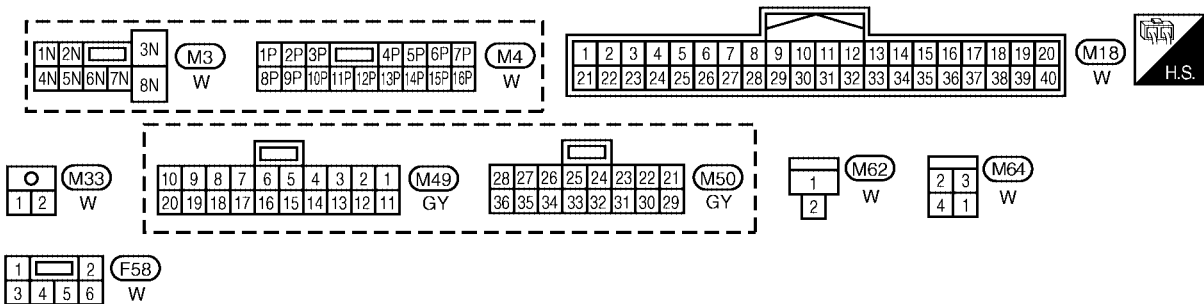 1N 2N 3N M3
4N 5N 6N 7N 8N W
1P 2P 3P 4P 5P 6P 7P M4
8P 9P 10P 11P 12P 13P 14P 15P 16P W
1 2 3 4 5 6 7 8 9 10 11 12 13 14 15 16 17 18 19 20 M18
21 22 23 24 25 26 27 28 29 30 31 32 33 34 35 36 37 38 39 40 W
H.S.
M33
1 2 W
10 9 8 7 6 5 4 3 2 1 M49
20 19 18 17 16 15 14 13 12 11 GY
28 27 26 25 24 23 22 21 M50
36 35 34 33 32 31 30 29 GY
1 M62
2 W
2 3 M64
4 1 W
1 2 F58
3 4 5 6 W